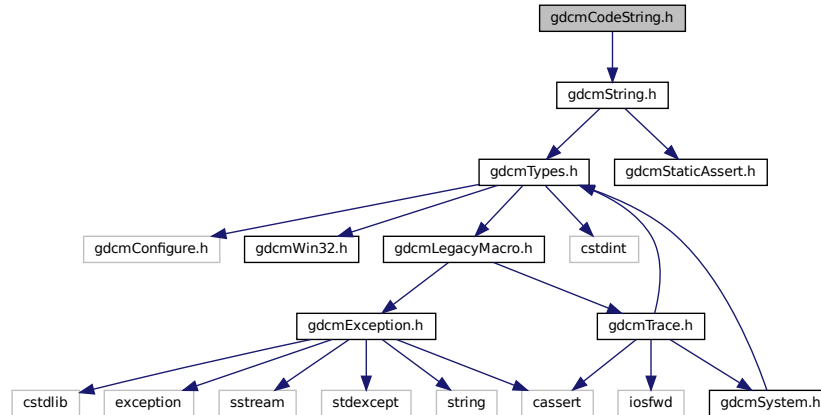 gdcmCodeString.h
gdcmString.h
gdcmTypes.h
gdcmStaticAssert.h
gdcmConfigure.h
gdcmWin32.h
gdcmLegacyMacro.h
cstdint
gdcmException.h
gdcmTrace.h
cstdlib
exception
sstream
stdexcept
string
cassert
iosfwd
gdcmSystem.h